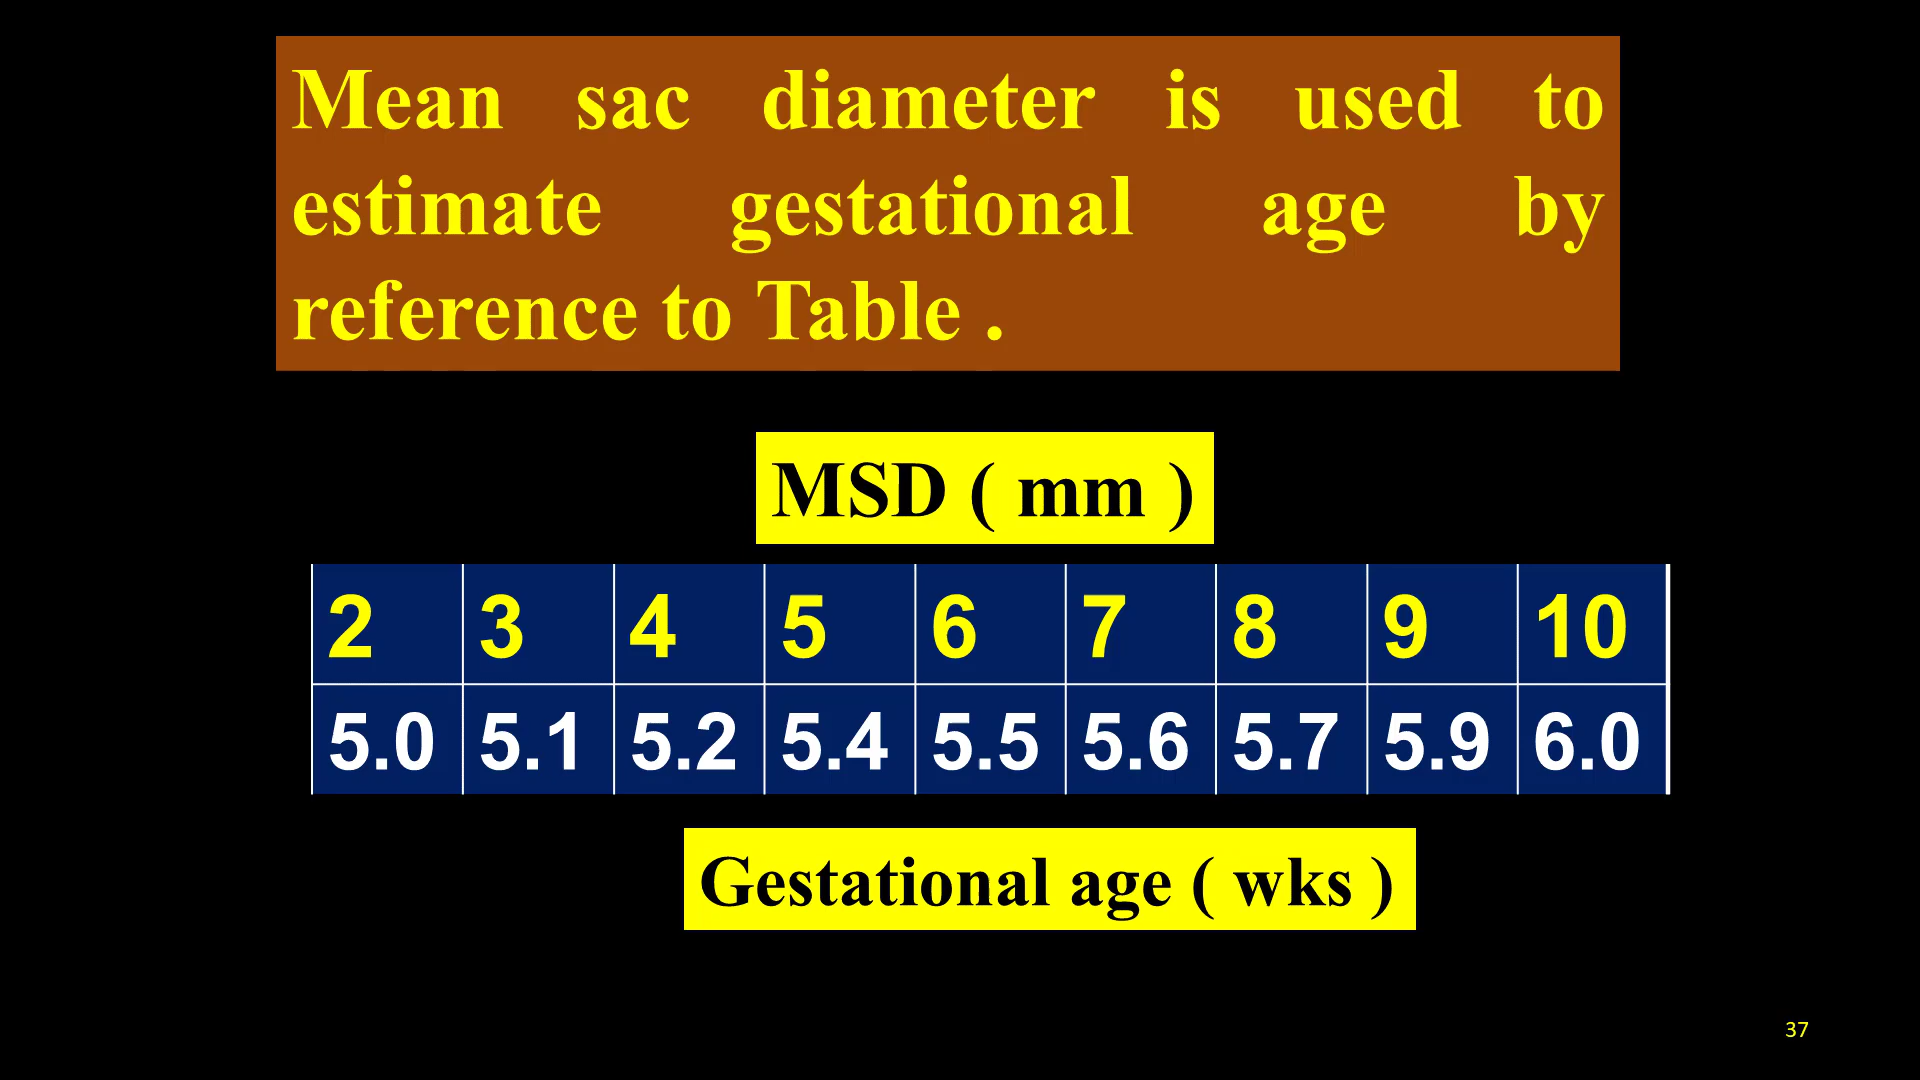 Mean sac diameter is used to
estimate gestational age by
reference to Table .
MSD ( mm )
2 3 4 5 6 7 8 9 10
5.0 5.1 5.2 5.4 5.5 5.6 5.7 5.9 6.0
Gestational age ( wks )
37